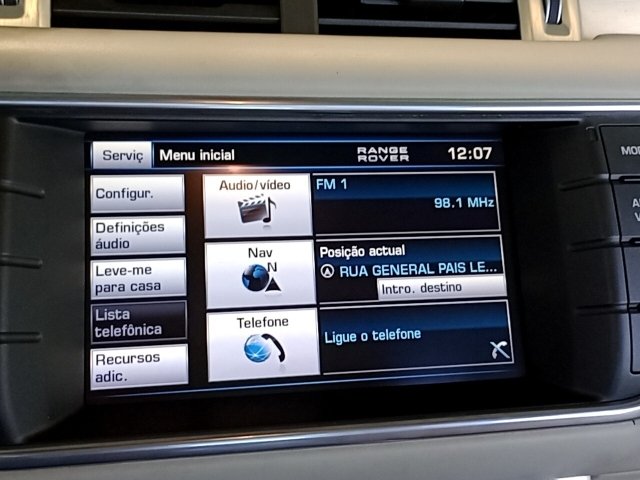 Serviç
Menu inicial
RANGE
ROVER
12:07
Configur.
Audio/vídeo
FM 1
98.1 MHz
Definições
áudio
Nav
N
Posição actual
RUA GENERAL PAIS LE...
Intro. destino
Leve-me
para casa
Lista
telefónica
Telefone
Ligue o telefone
Recursos
adic.